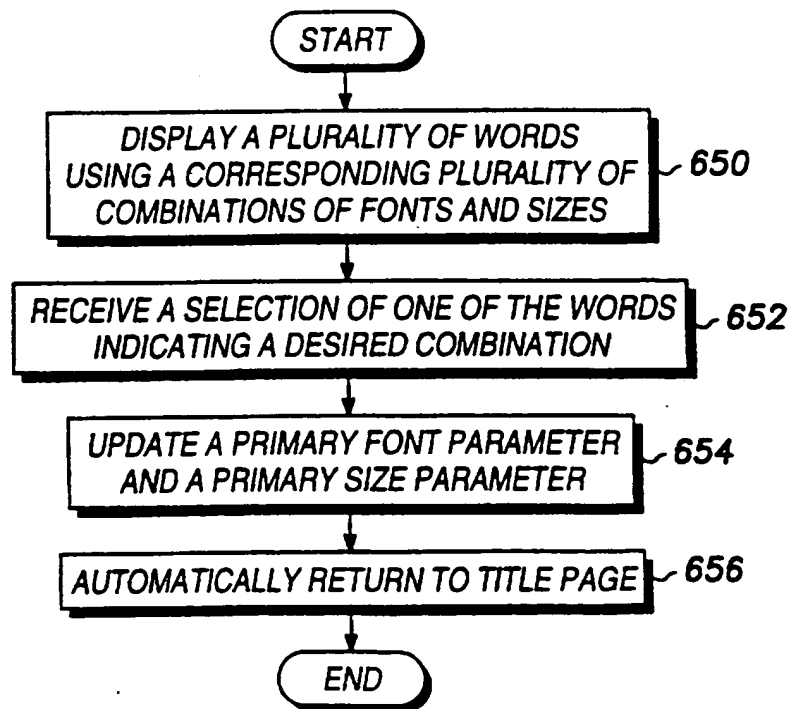 START
DISPLAY A PLURALITY OF WORDS
USING A CORRESPONDING PLURALITY OF
COMBINATIONS OF FONTS AND SIZES
650
RECEIVE A SELECTION OF ONE OF THE WORDS
INDICATING A DESIRED COMBINATION
652
UPDATE A PRIMARY FONT PARAMETER
AND A PRIMARY SIZE PARAMETER
654
AUTOMATICALLY RETURN TO TITLE PAGE
656
END